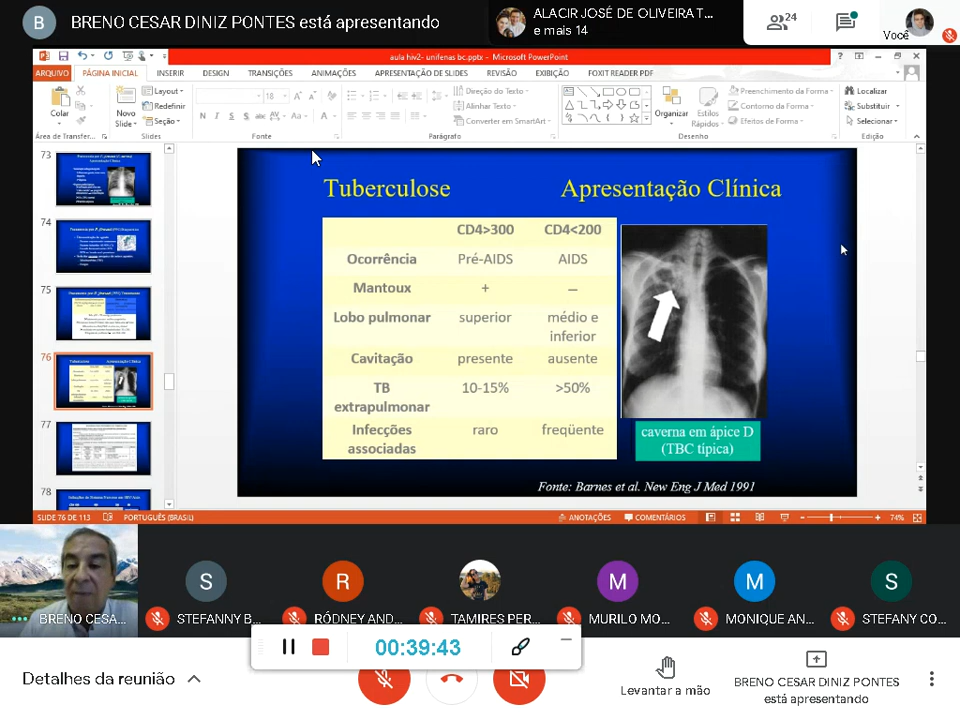 B BRENO CESAR DINIZ PONTES está apresentando
ALACIR JOSÉ DE OLIVEIRA T...
e mais 14
24
Você
aula hiv2- unifenas bc.pptx - Microsoft PowerPoint
ARQUIVO PÁGINA INICIAL INSERIR DESIGN TRANSIÇÕES ANIMAÇÕES APRESENTAÇÃO DE SLIDES REVISÃO EXIBIÇÃO FOXIT READER PDF
Colar
Novo
Slide
Layout
Redefinir
Seção
18
N I S S abc AV Aa A
Direção do Texto
Alinhar Texto
Converter em SmartArt
Organizar
Estilos
Rápidos
Preenchimento da Forma
Contorno da Forma
Efeitos de Forma
Localizar
Substituir
Selecionar
Área de Transfer... Slides Fonte Parágrafo Desenho Edição
73
74
75
76
77
78
Tuberculose Apresentação Clínica
CD4>300 CD4<200
Ocorrência Pré-AIDS AIDS
Mantoux + –
Lobo pulmonar superior médio e
inferior
Cavitação presente ausente
TB 10-15% >50%
extrapulmonar
Infecções raro freqüente
associadas
caverna em ápice D
(TBC típica)
Fonte: Barnes et al. New Eng J Med 1991
SLIDE 76 DE 113 PORTUGUÊS (BRASIL) ANOTAÇÕES COMENTÁRIOS 74%
S R M M S
BRENO CESA... STEFANNY B... RÓDNEY AND... TAMIRES PER... MURILO MO... MONIQUE AN... STEFANY CO...
00:39:43
Detalhes da reunião
Levantar a mão
BRENO CESAR DINIZ PONTES
está apresentando